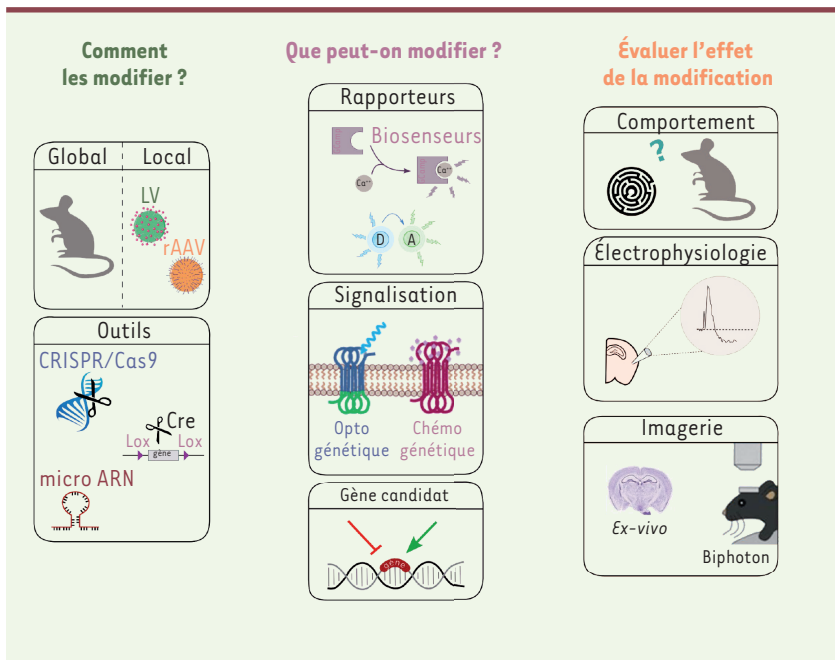 Comment
les modifier ?
Global
Local
LV
rAAV
Outils
CRISPR/Cas9
Cre
Lox
Lox
gène
micro ARN
Que peut-on modifier ?
Rapporteurs
Biosenseurs
Ca++
Ca++
D
A
Signalisation
Opto
génétique
Chémo
génétique
Gène candidat
gène
Évaluer l’effet
de la modification
Comportement
?
Électrophysiologie
Imagerie
Ex-vivo
Biphoton